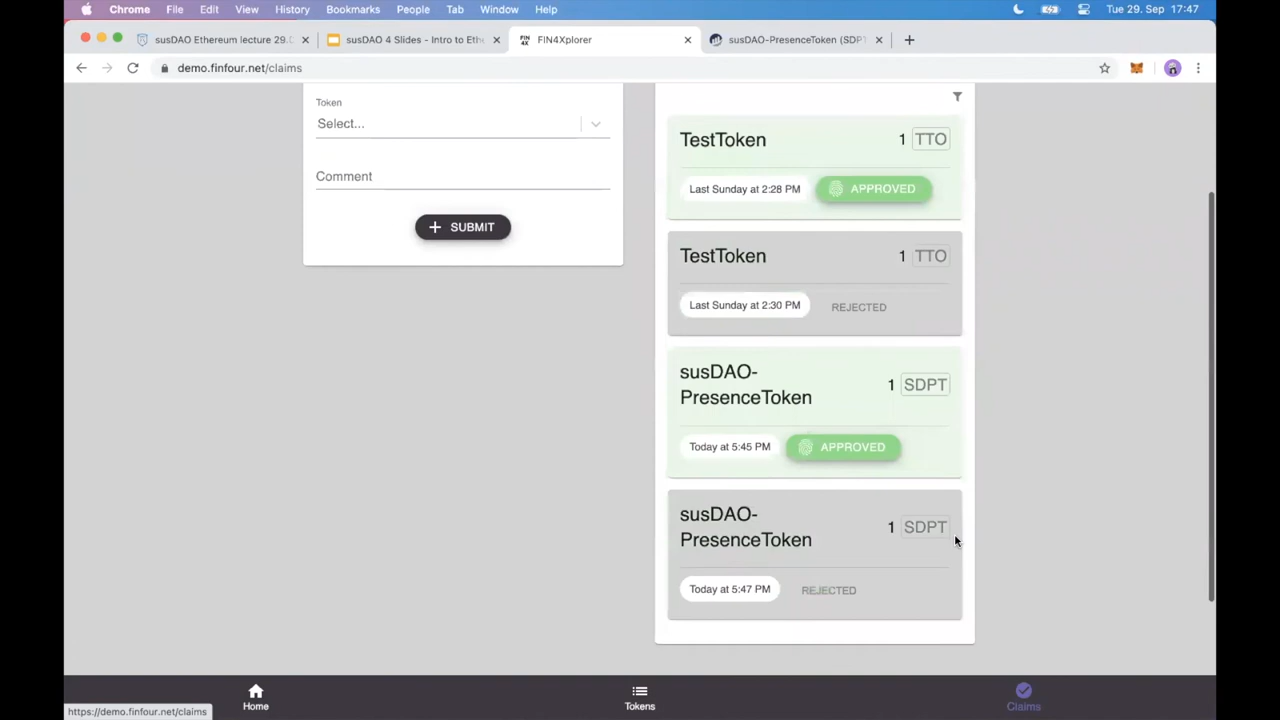 Chrome File Edit View History Bookmarks People Tab Window Help Tue 29. Sep 17:47
susDAO Ethereum lecture 29.0 susDAO 4 Slides - Intro to Eth FIN4Xplorer susDAO-PresenceToken (SDPT
demo.finfour.net/claims
Token
Select...
Comment
+ SUBMIT
TestToken 1 TTO
Last Sunday at 2:28 PM APPROVED
TestToken 1 TTO
Last Sunday at 2:30 PM REJECTED
susDAO-
PresenceToken 1 SDPT
Today at 5:45 PM APPROVED
susDAO-
PresenceToken 1 SDPT
Today at 5:47 PM REJECTED
Home Tokens Claims
https://demo.finfour.net/claims